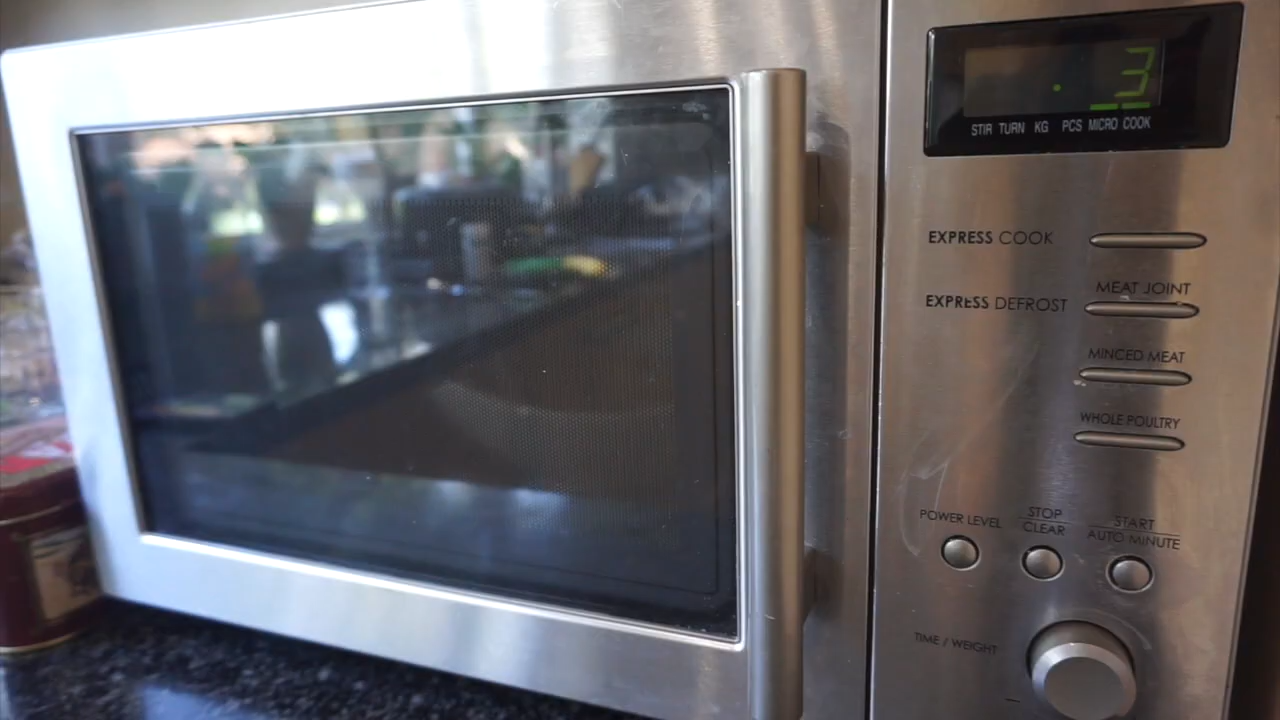 3
STIR TURN KG PCS MICRO COOK
EXPRESS COOK
MEAT JOINT
EXPRESS DEFROST
MINCED MEAT
WHOLE POULTRY
POWER LEVEL
STOP
CLEAR
START
AUTO MINUTE
TIME / WEIGHT